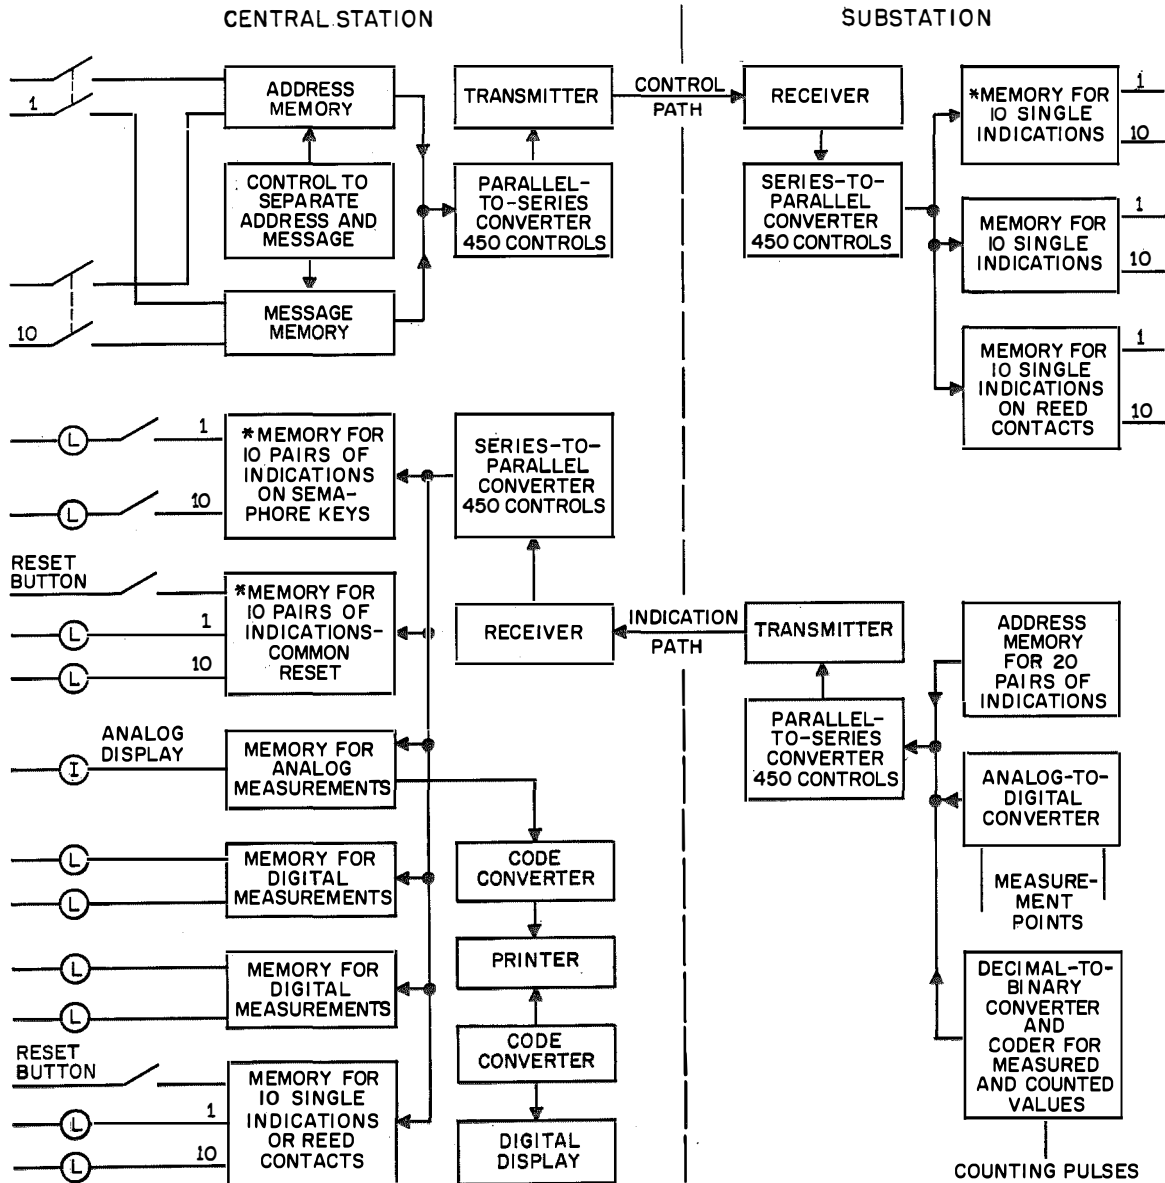 CENTRAL STATION
SUBSTATION
1
10
ADDRESS
MEMORY
CONTROL TO
SEPARATE
ADDRESS AND
MESSAGE
MESSAGE
MEMORY
TRANSMITTER
PARALLEL-
TO-SERIES
CONVERTER
450 CONTROLS
CONTROL
PATH
RECEIVER
SERIES-TO-
PARALLEL
CONVERTER
450 CONTROLS
*MEMORY FOR
10 SINGLE
INDICATIONS
1
10
MEMORY FOR
10 SINGLE
INDICATIONS
1
10
MEMORY FOR
10 SINGLE
INDICATIONS
ON REED
CONTACTS
1
10
L
1
L
10
*MEMORY FOR
10 PAIRS OF
INDICATIONS
ON SEMA-
PHORE KEYS
SERIES-TO-
PARALLEL
CONVERTER
450 CONTROLS
RESET
BUTTON
L
1
L
10
*MEMORY FOR
10 PAIRS OF
INDICATIONS-
COMMON
RESET
RECEIVER
INDICATION
PATH
TRANSMITTER
PARALLEL-
TO-SERIES
CONVERTER
450 CONTROLS
ADDRESS
MEMORY
FOR 20
PAIRS OF
INDICATIONS
ANALOG
DISPLAY
I
MEMORY FOR
ANALOG
MEASUREMENTS
ANALOG-TO-
DIGITAL
CONVERTER
MEASURE-
MENT
POINTS
L
L
MEMORY FOR
DIGITAL
MEASUREMENTS
CODE
CONVERTER
PRINTER
L
L
MEMORY FOR
DIGITAL
MEASUREMENTS
CODE
CONVERTER
DIGITAL
DISPLAY
DECIMAL-TO-
BINARY
CONVERTER
AND
CODER FOR
MEASURED
AND COUNTED
VALUES
RESET
BUTTON
L
1
L
10
MEMORY FOR
10 SINGLE
INDICATIONS
OR REED
CONTACTS
COUNTING PULSES